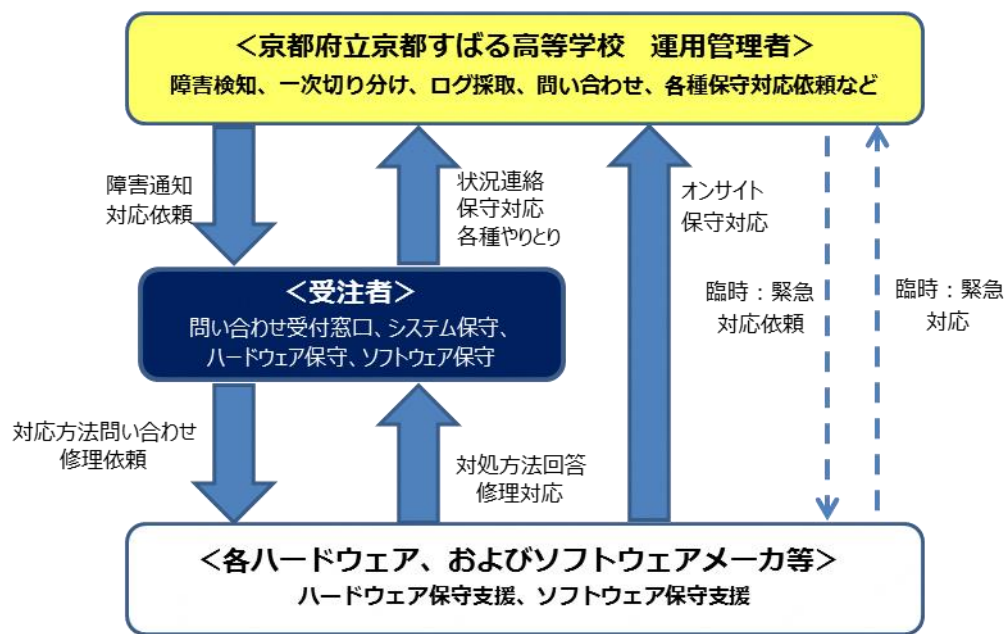 ＜京都府立京都すばる高等学校　運用管理者＞
障害検知、一次切り分け、ログ採取、問い合わせ、各種保守対応依頼など
障害通知
対応依頼
状況連絡
保守対応
各種やりとり
オンサイト
保守対応
臨時：緊急
対応依頼
臨時：緊急
対応
＜受注者＞
問い合わせ受付窓口、システム保守、
ハードウェア保守、ソフトウェア保守
対応方法問い合わせ
修理依頼
対処方法回答
修理対応
＜各ハードウェア、およびソフトウェアメーカ等＞
ハードウェア保守支援、ソフトウェア保守支援